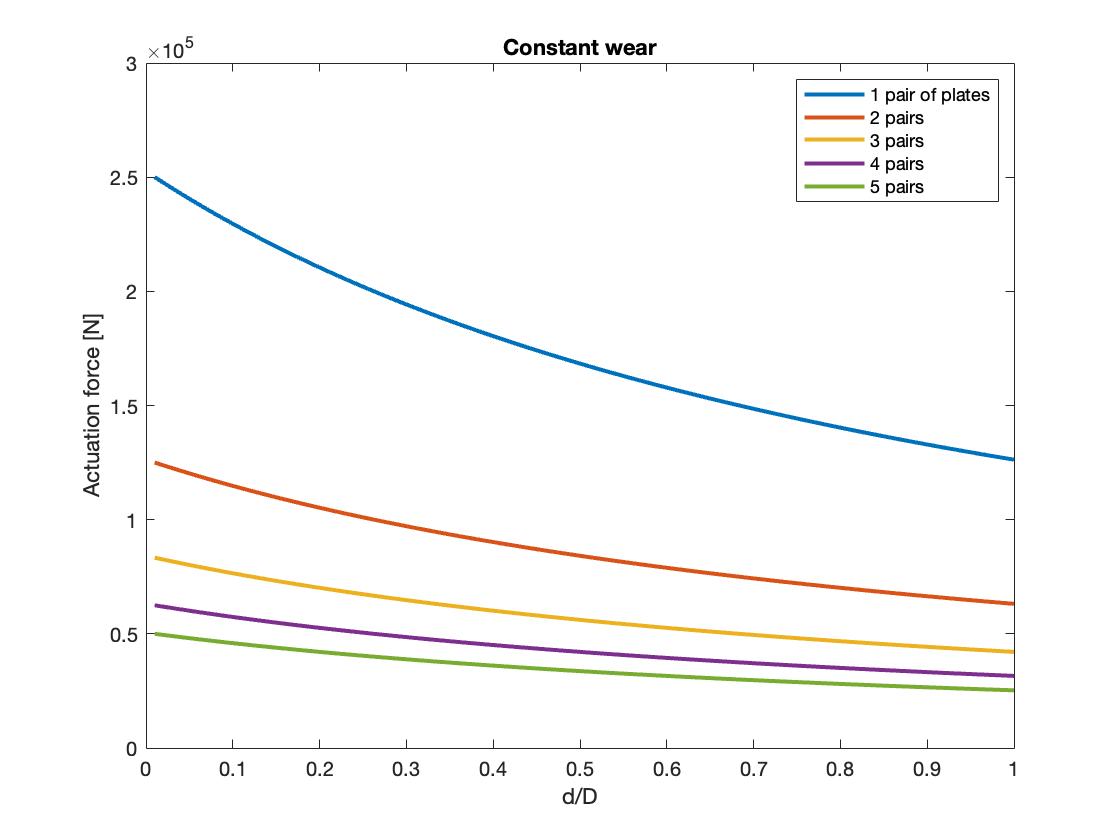 Constant wear
×10⁵
3
2.5
2
1.5
1
0.5
0
Actuation force [N]
1 pair of plates
2 pairs
3 pairs
4 pairs
5 pairs
0 0.1 0.2 0.3 0.4 0.5 0.6 0.7 0.8 0.9 1
d/D